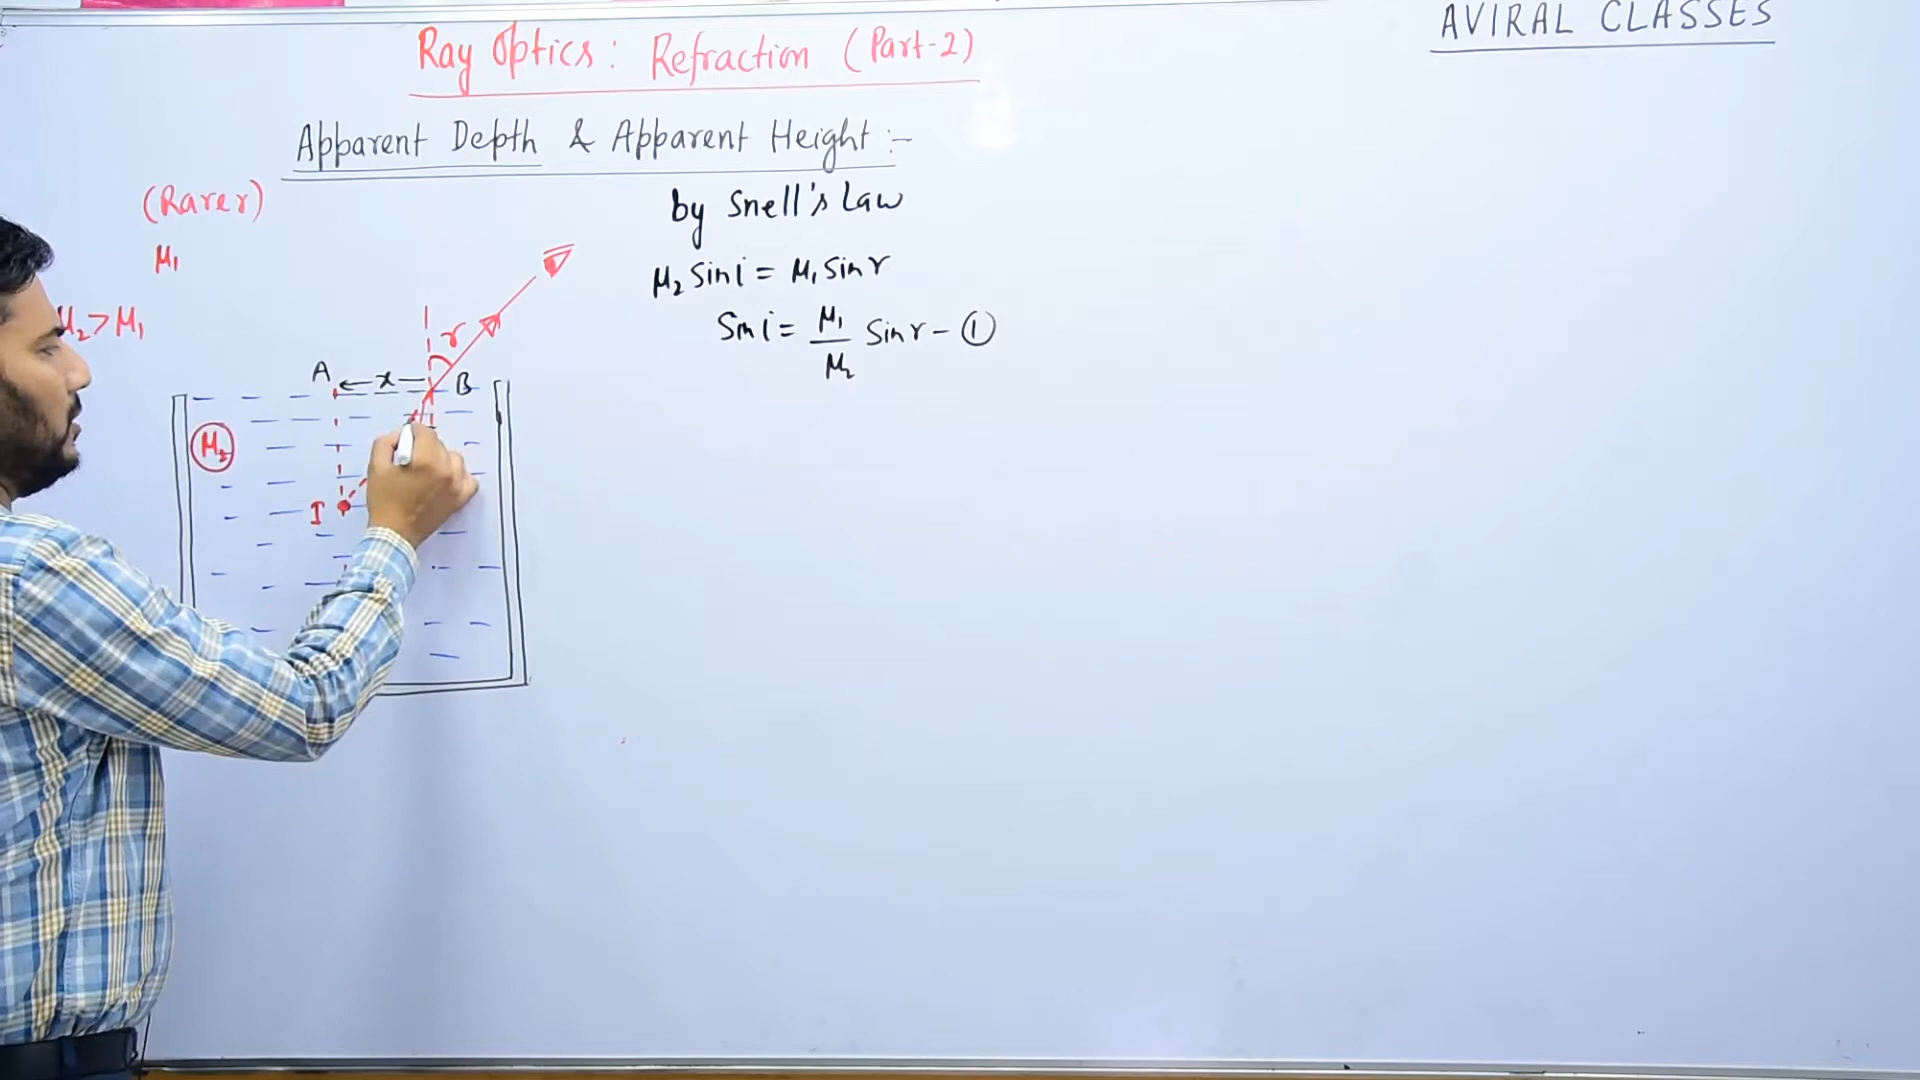 AVIRAL CLASSES
Ray Optics: Refraction (Part-2)
Apparent Depth & Apparent Height :-
(Rarer)
μ₁
μ₂>μ₁
by Snell's Law
μ₂ Sin i = μ₁ Sin r
Sin i = μ₁/μ₂ Sin r - ①
r
A ← x — B
μ₂
I